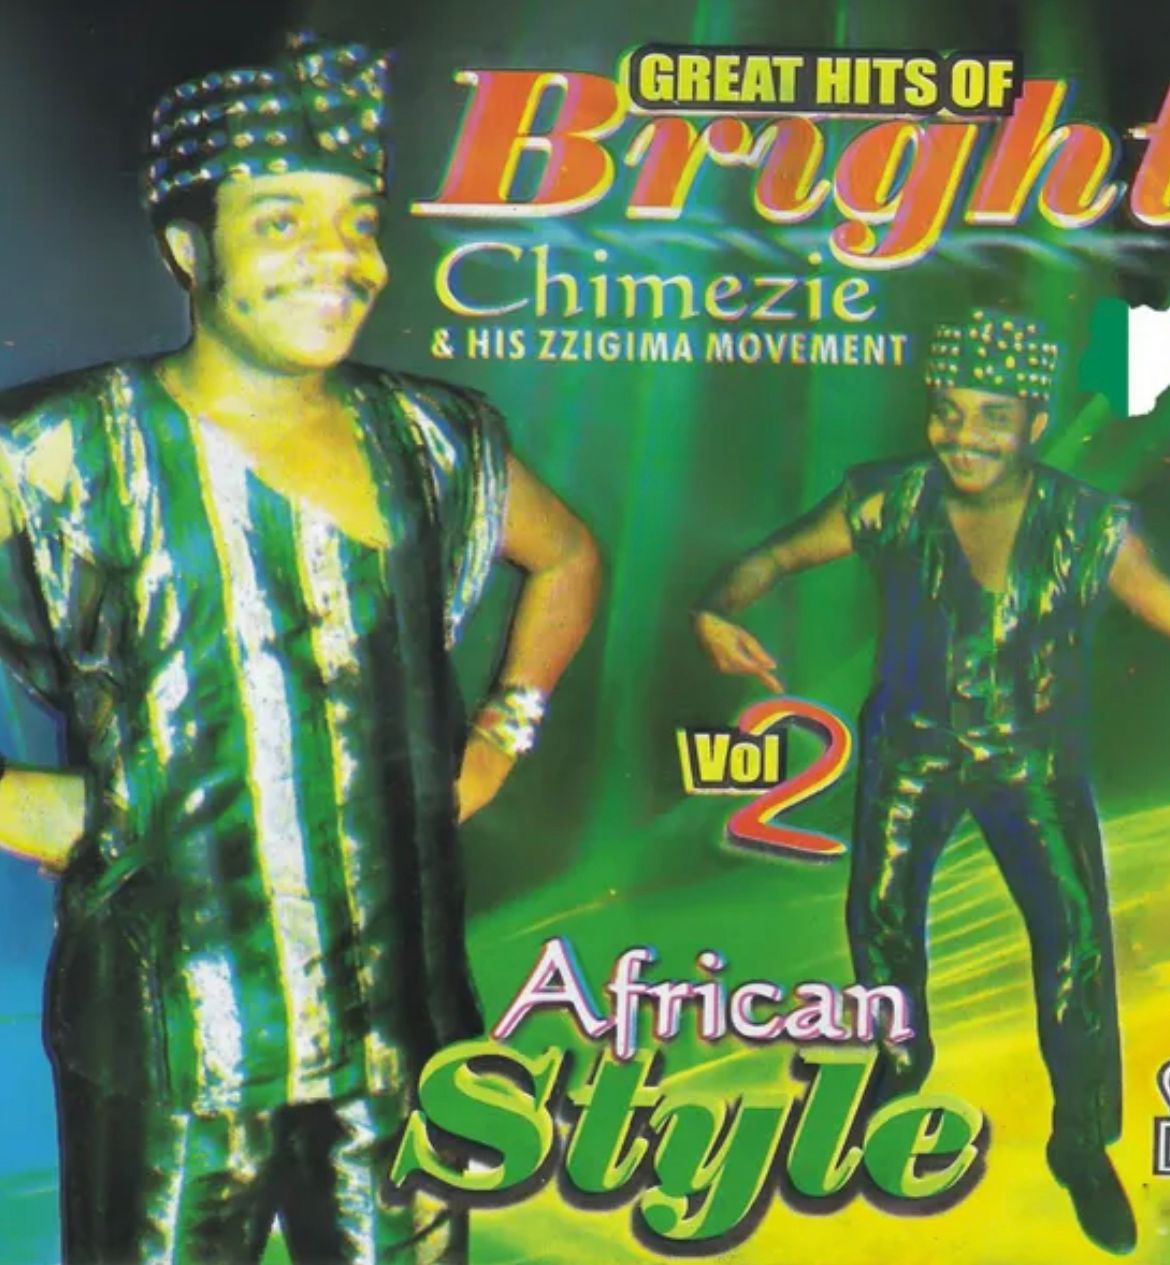 GREAT HITS OF
Bright
Chimezie
& HIS ZZIGIMA MOVEMENT
Vol 2
African
Style